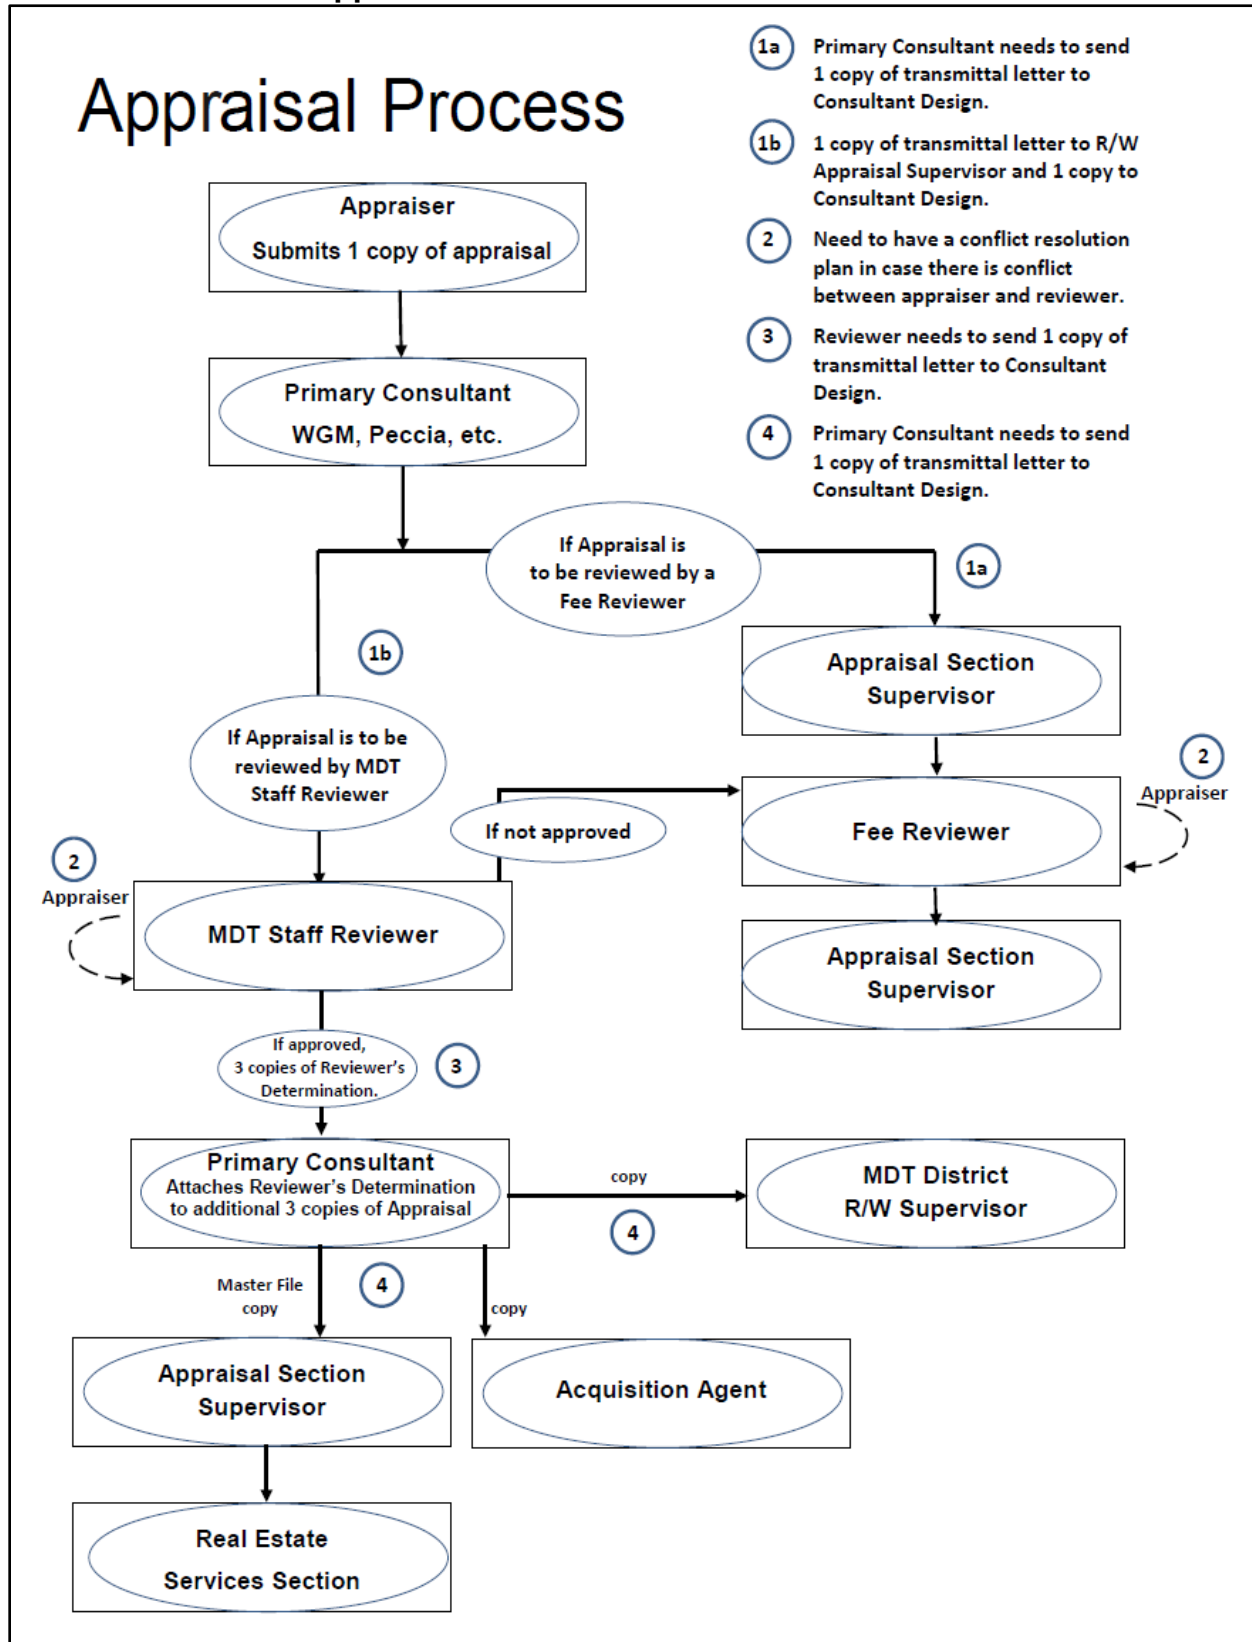 Appraisal Process
1a
Primary Consultant needs to send
1 copy of transmittal letter to
Consultant Design.
1b
1 copy of transmittal letter to R/W
Appraisal Supervisor and 1 copy to
Consultant Design.
2
Need to have a conflict resolution
plan in case there is conflict
between appraiser and reviewer.
3
Reviewer needs to send 1 copy of
transmittal letter to Consultant
Design.
4
Primary Consultant needs to send
1 copy of transmittal letter to
Consultant Design.
Appraiser
Submits 1 copy of appraisal
Primary Consultant
WGM, Peccia, etc.
If Appraisal is
to be reviewed by a
Fee Reviewer
1a
1b
Appraisal Section
Supervisor
If Appraisal is to be
reviewed by MDT
Staff Reviewer
2
Appraiser
If not approved
Fee Reviewer
2
Appraiser
MDT Staff Reviewer
Appraisal Section
Supervisor
If approved,
3 copies of Reviewer's
Determination.
3
Primary Consultant
Attaches Reviewer's Determination
to additional 3 copies of Appraisal
copy
4
MDT District
R/W Supervisor
Master File
copy
4
copy
Appraisal Section
Supervisor
Acquisition Agent
Real Estate
Services Section